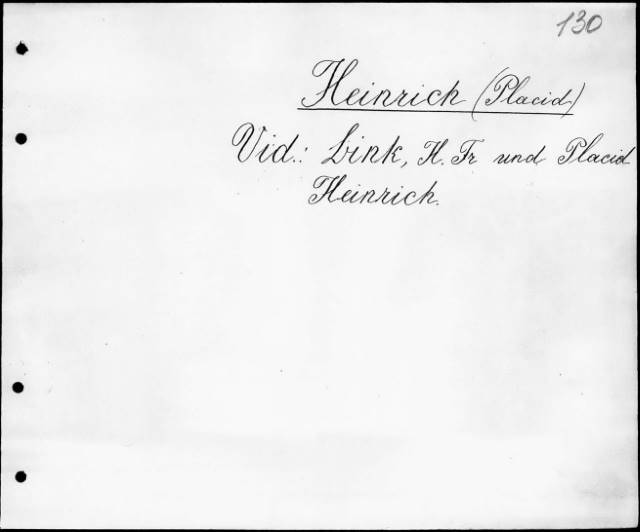 130
Heinrich (Placid)
Vid.: Link, H. Fr und Placid
Heinrich.